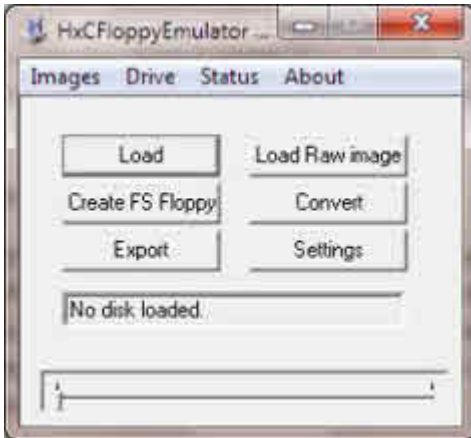 HxCFloppyEmulator ...
Images Drive Status About
Load Load Raw image
Create FS Floppy Convert
Export Settings
No disk loaded.